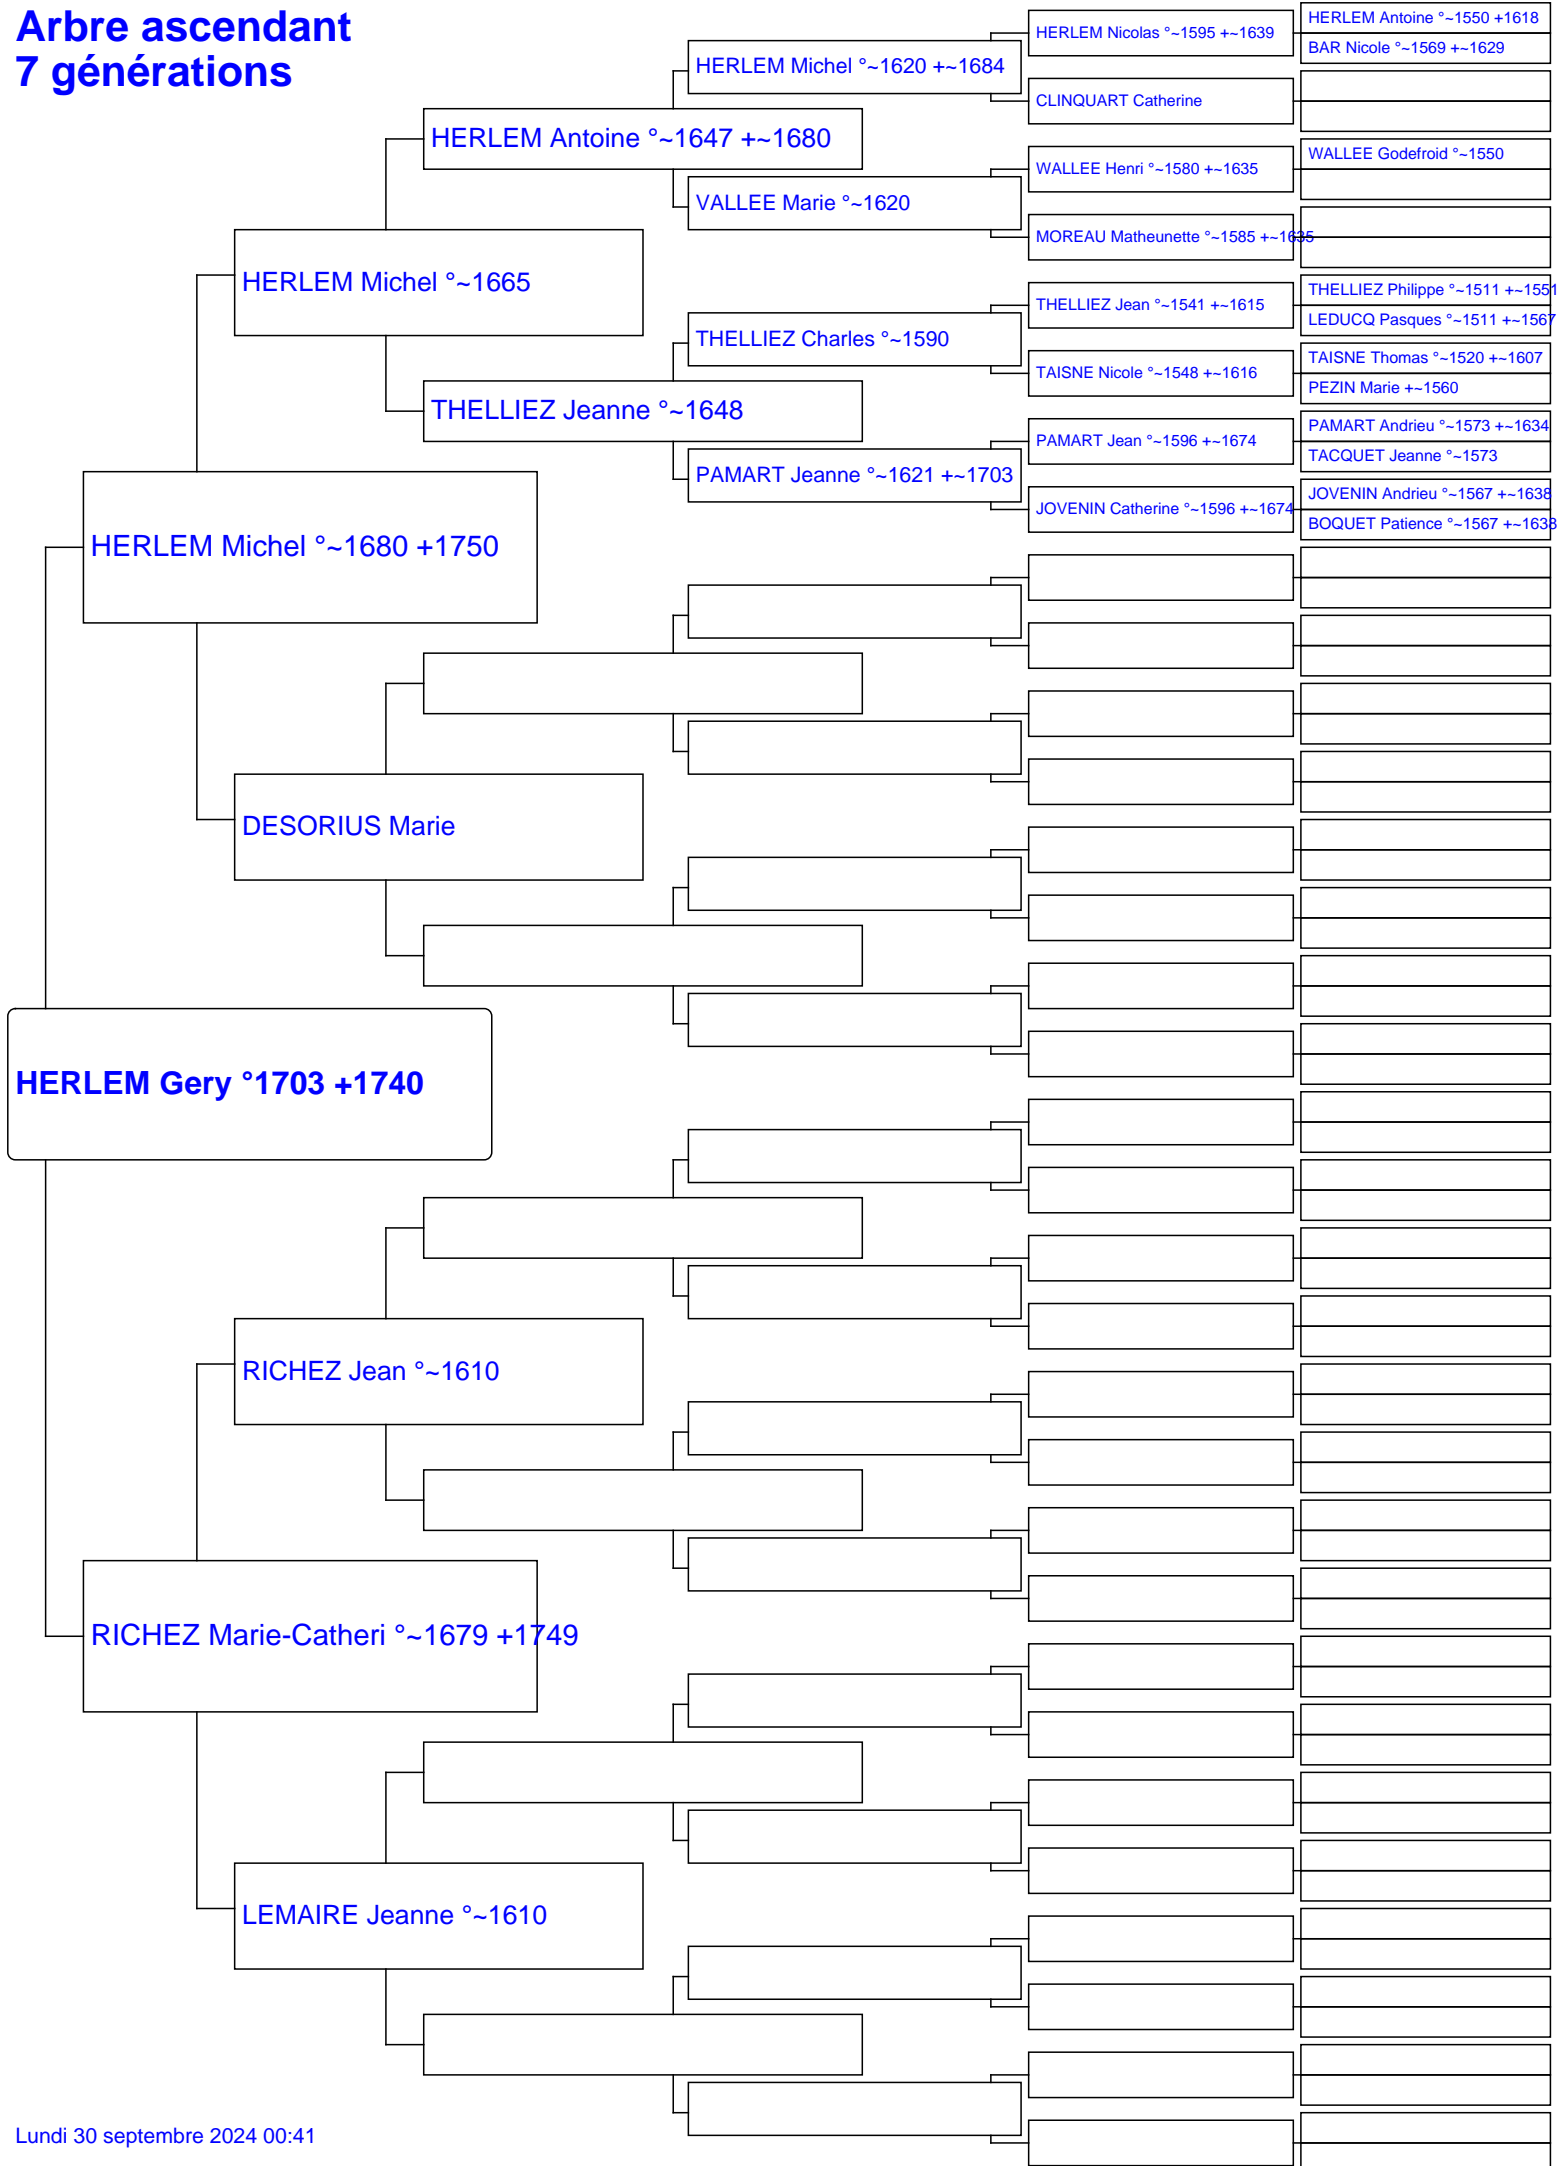 Arbre ascendant
7 générations
HERLEM Gery °1703 +1740
HERLEM Michel °~1680 +1750
RICHEZ Marie-Catheri °~1679 +1749
HERLEM Michel °~1665
DESORIUS Marie
RICHEZ Jean °~1610
LEMAIRE Jeanne °~1610
HERLEM Antoine °~1647 +~1680
THELLIEZ Jeanne °~1648
HERLEM Michel °~1620 +~1684
VALLEE Marie °~1620
THELLIEZ Charles °~1590
PAMART Jeanne °~1621 +~1703
HERLEM Nicolas °~1595 +~1639
CLINQUART Catherine
WALLEE Henri °~1580 +~1635
MOREAU Matheunette °~1585 +~1635
THELLIEZ Jean °~1541 +~1615
TAISNE Nicole °~1548 +~1616
PAMART Jean °~1596 +~1674
JOVENIN Catherine °~1596 +~1674
HERLEM Antoine °~1550 +1618
BAR Nicole °~1569 +~1629
WALLEE Godefroid °~1550
THELLIEZ Philippe °~1511 +~1551
LEDUCQ Pasques °~1511 +~1567
TAISNE Thomas °~1520 +~1607
PEZIN Marie +~1560
PAMART Andrieu °~1573 +~1634
TACQUET Jeanne °~1573
JOVENIN Andrieu °~1567 +~1638
BOQUET Patience °~1567 +~1638
Lundi 30 septembre 2024 00:41